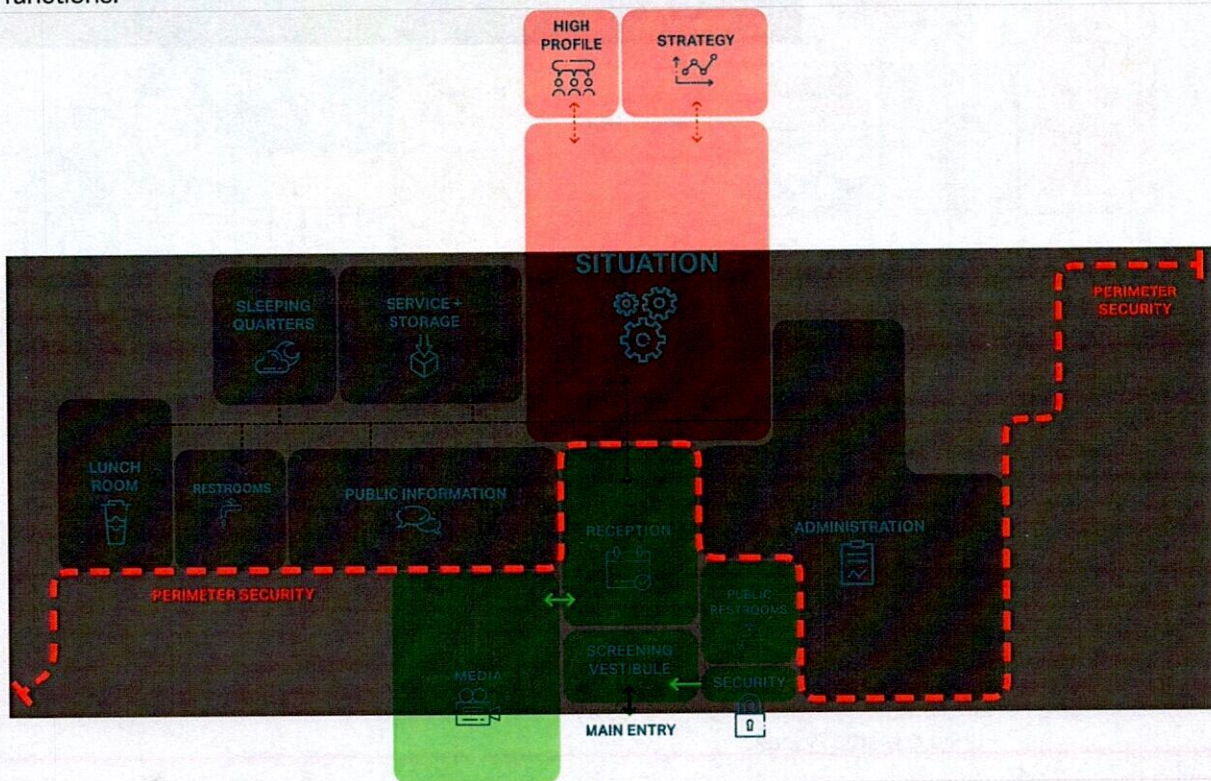 functions.
HIGH
PROFILE
STRATEGY
SITUATION
PERIMETER
SECURITY
SLEEPING
QUARTERS
SERVICE +
STORAGE
LUNCH
ROOM
RESTROOMS
PUBLIC INFORMATION
RECEPTION
ADMINISTRATION
PERIMETER SECURITY
PUBLIC
RESTROOMS
SCREENING
VESTIBULE
MEDIA
SECURITY
MAIN ENTRY